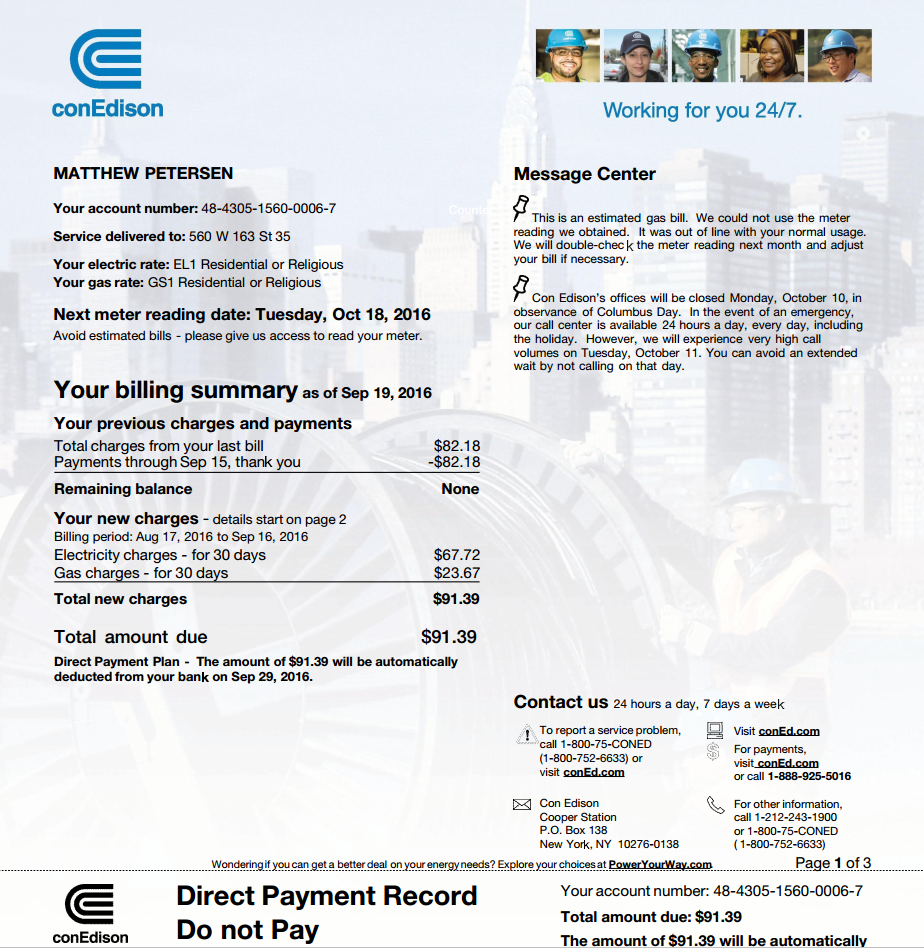 conEdison
Working for you 24/7.
MATTHEW PETERSEN
Your account number: 48-4305-1560-0006-7
Service delivered to: 560 W 163 St 35
Your electric rate: EL1 Residential or Religious
Your gas rate: GS1 Residential or Religious
Next meter reading date: Tuesday, Oct 18, 2016
Avoid estimated bills - please give us access to read your meter.
Your billing summary as of Sep 19, 2016
Your previous charges and payments
Total charges from your last bill $82.18
Payments through Sep 15, thank you -$82.18
Remaining balance None
Your new charges - details start on page 2
Billing period: Aug 17, 2016 to Sep 16, 2016
Electricity charges - for 30 days $67.72
Gas charges - for 30 days $23.67
Total new charges $91.39
Total amount due $91.39
Direct Payment Plan - The amount of $91.39 will be automatically
deducted from your bank on Sep 29, 2016.
Message Center
This is an estimated gas bill. We could not use the meter
reading we obtained. It was out of line with your normal usage.
We will double-check the meter reading next month and adjust
your bill if necessary.
Con Edison's offices will be closed Monday, October 10, in
observance of Columbus Day. In the event of an emergency,
our call center is available 24 hours a day, every day, including
the holiday. However, we will experience very high call
volumes on Tuesday, October 11. You can avoid an extended
wait by not calling on that day.
Contact us 24 hours a day, 7 days a week
To report a service problem,
call 1-800-75-CONED
(1-800-752-6633) or
visit conEd.com
Visit conEd.com
For payments,
visit conEd.com
or call 1-888-925-5016
Con Edison
Cooper Station
P.O. Box 138
New York, NY 10276-0138
For other information,
call 1-212-243-1900
or 1-800-75-CONED
( 1-800-752-6633)
Wondering if you can get a better deal on your energy needs? Explore your choices at PowerYourWay.com.
Page 1 of 3
conEdison
Direct Payment Record
Do not Pay
Your account number: 48-4305-1560-0006-7
Total amount due: $91.39
The amount of $91.39 will be automatically